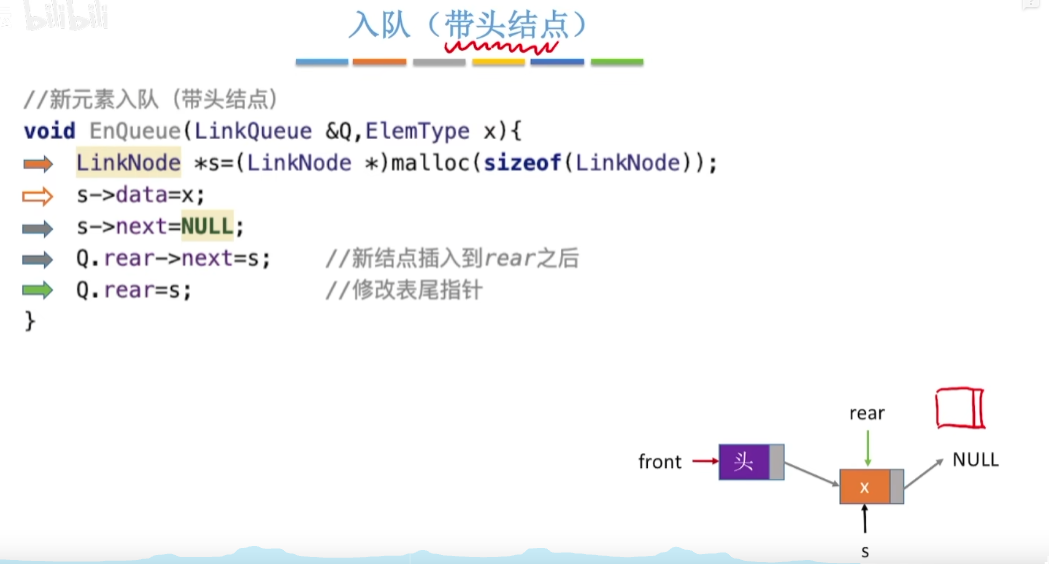 bilibili
入队（带头结点）
//新元素入队（带头结点）
void EnQueue(LinkQueue &Q,ElemType x){
LinkNode *s=(LinkNode *)malloc(sizeof(LinkNode));
s->data=x;
s->next=NULL;
Q.rear->next=s; //新结点插入到rear之后
Q.rear=s; //修改表尾指针
}
rear
front 头 NULL
x
s